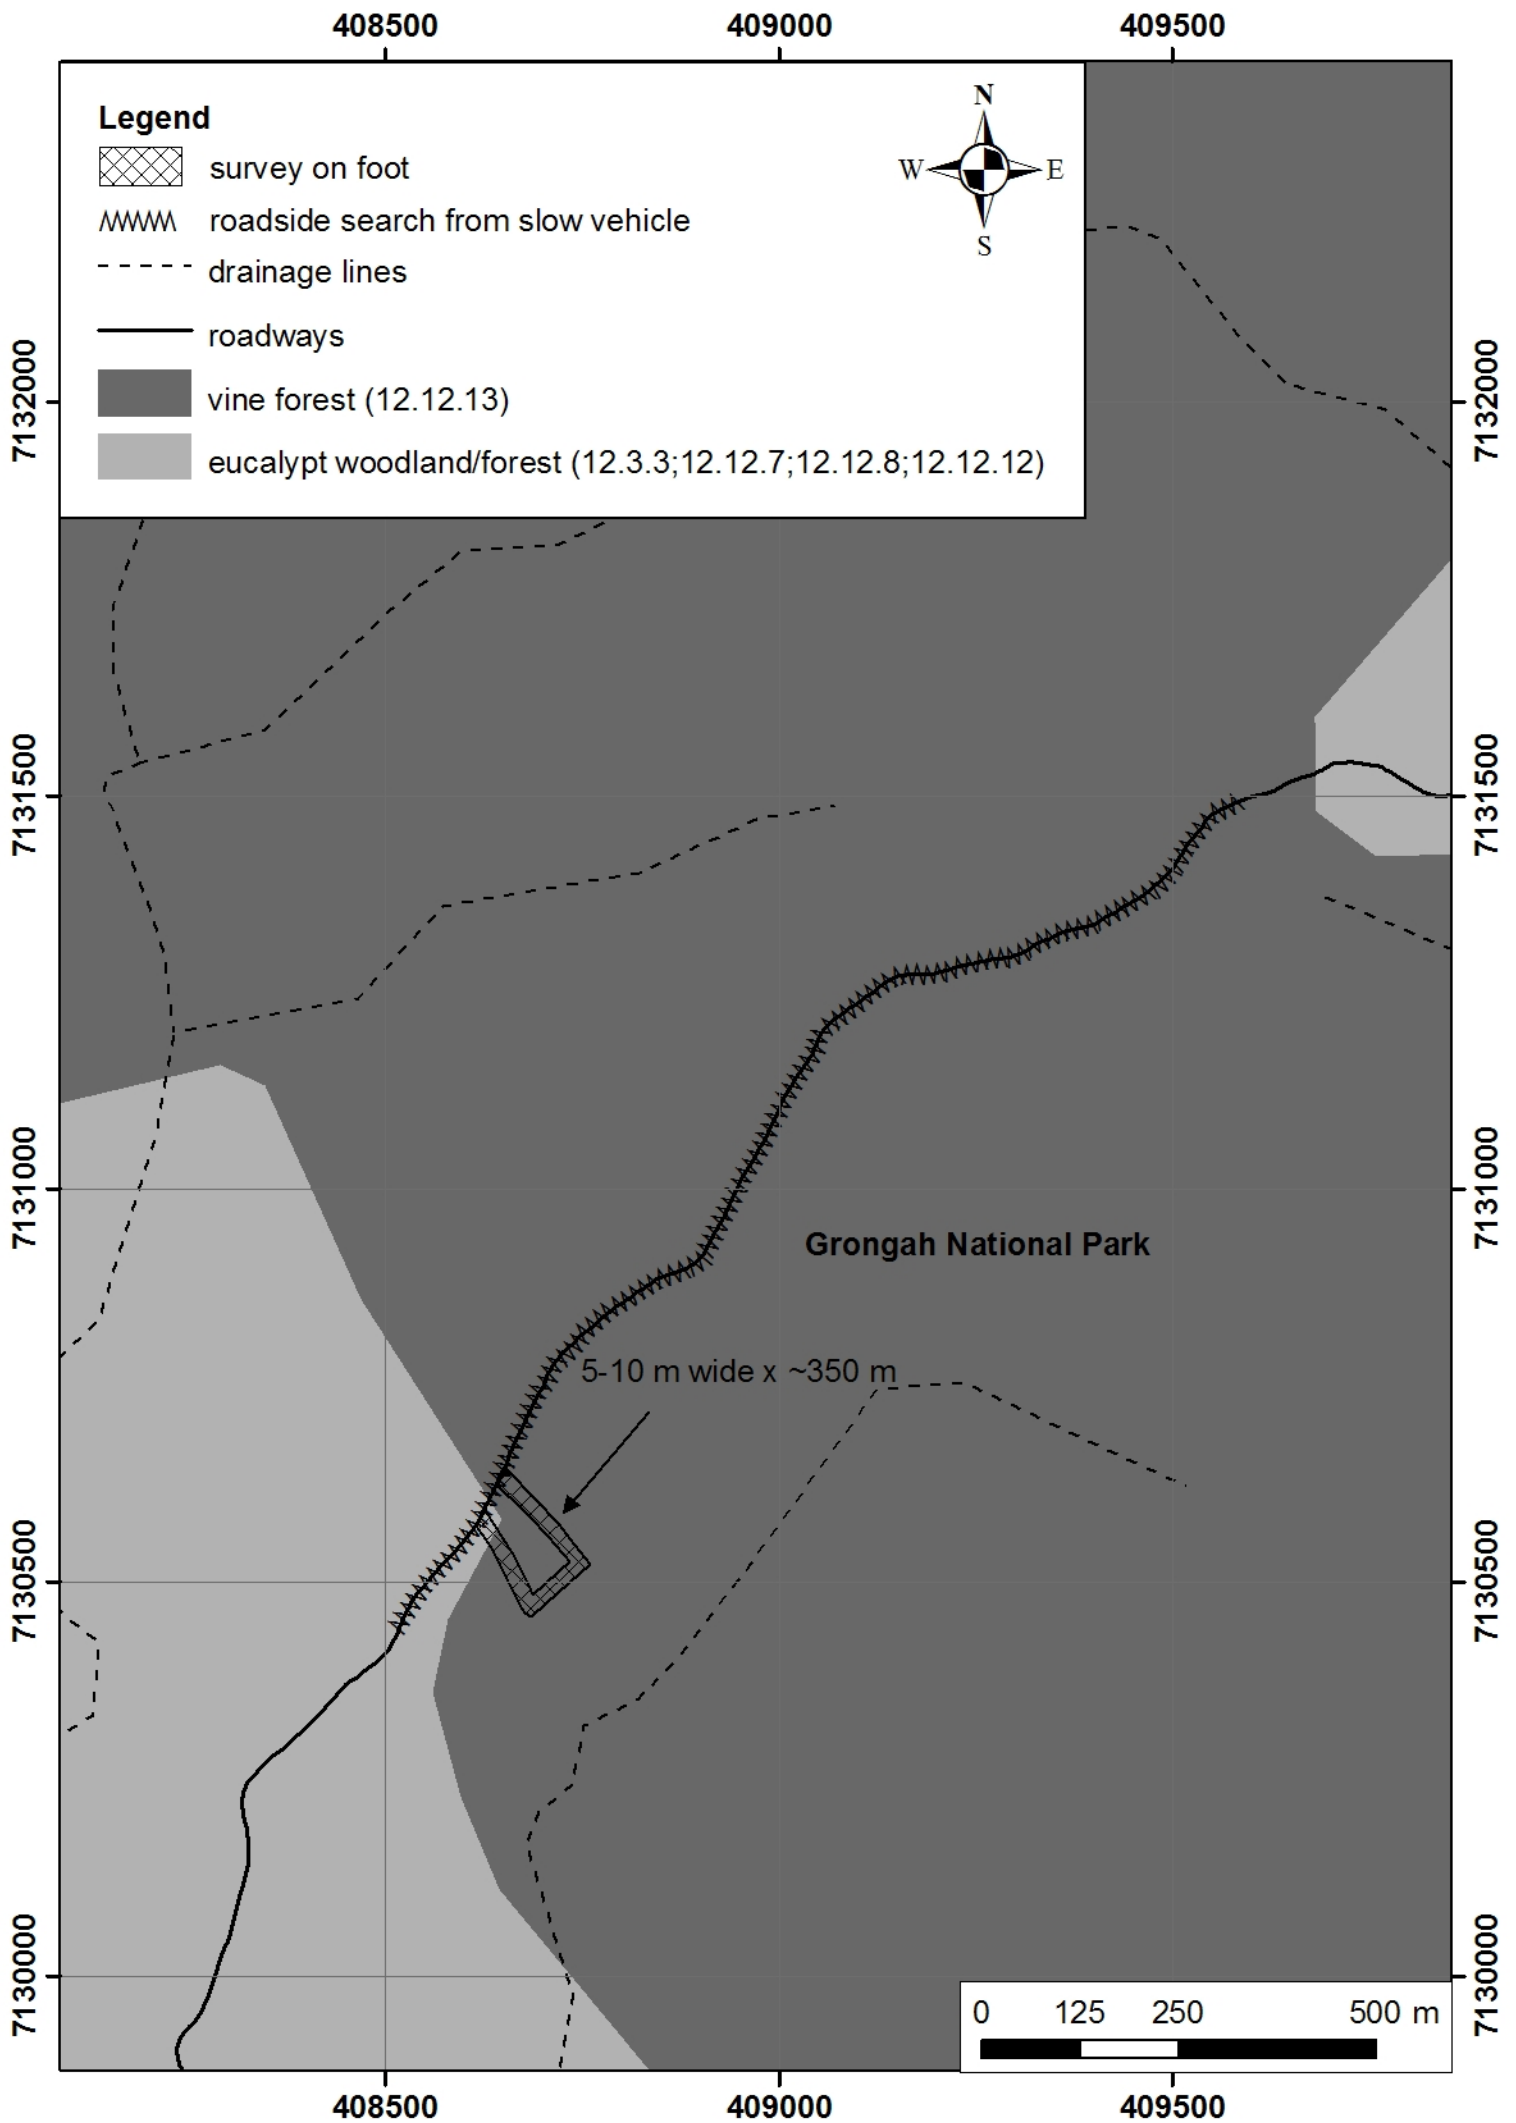 408500 409000 409500
N
W E
S
Legend
survey on foot
roadside search from slow vehicle
drainage lines
roadways
vine forest (12.12.13)
eucalypt woodland/forest (12.3.3;12.12.7;12.12.8;12.12.12)
7132000 7132000
7131500 7131500
7131000 7131000
Grongah National Park
5-10 m wide x ~350 m
7130500 7130500
7130000 7130000
0 125 250 500 m
408500 409000 409500